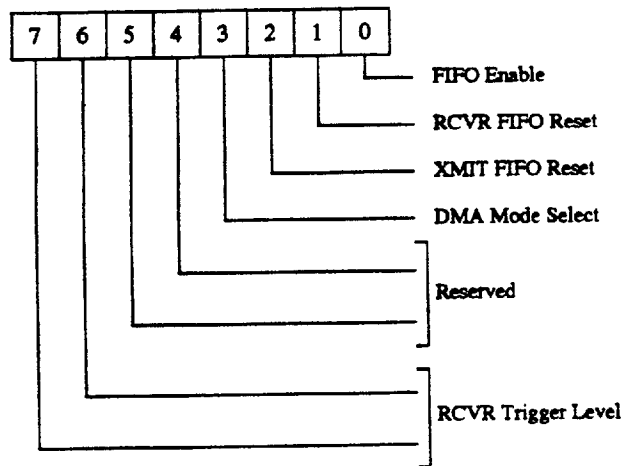 7 6 5 4 3 2 1 0
FIFO Enable
RCVR FIFO Reset
XMIT FIFO Reset
DMA Mode Select
Reserved
RCVR Trigger Level